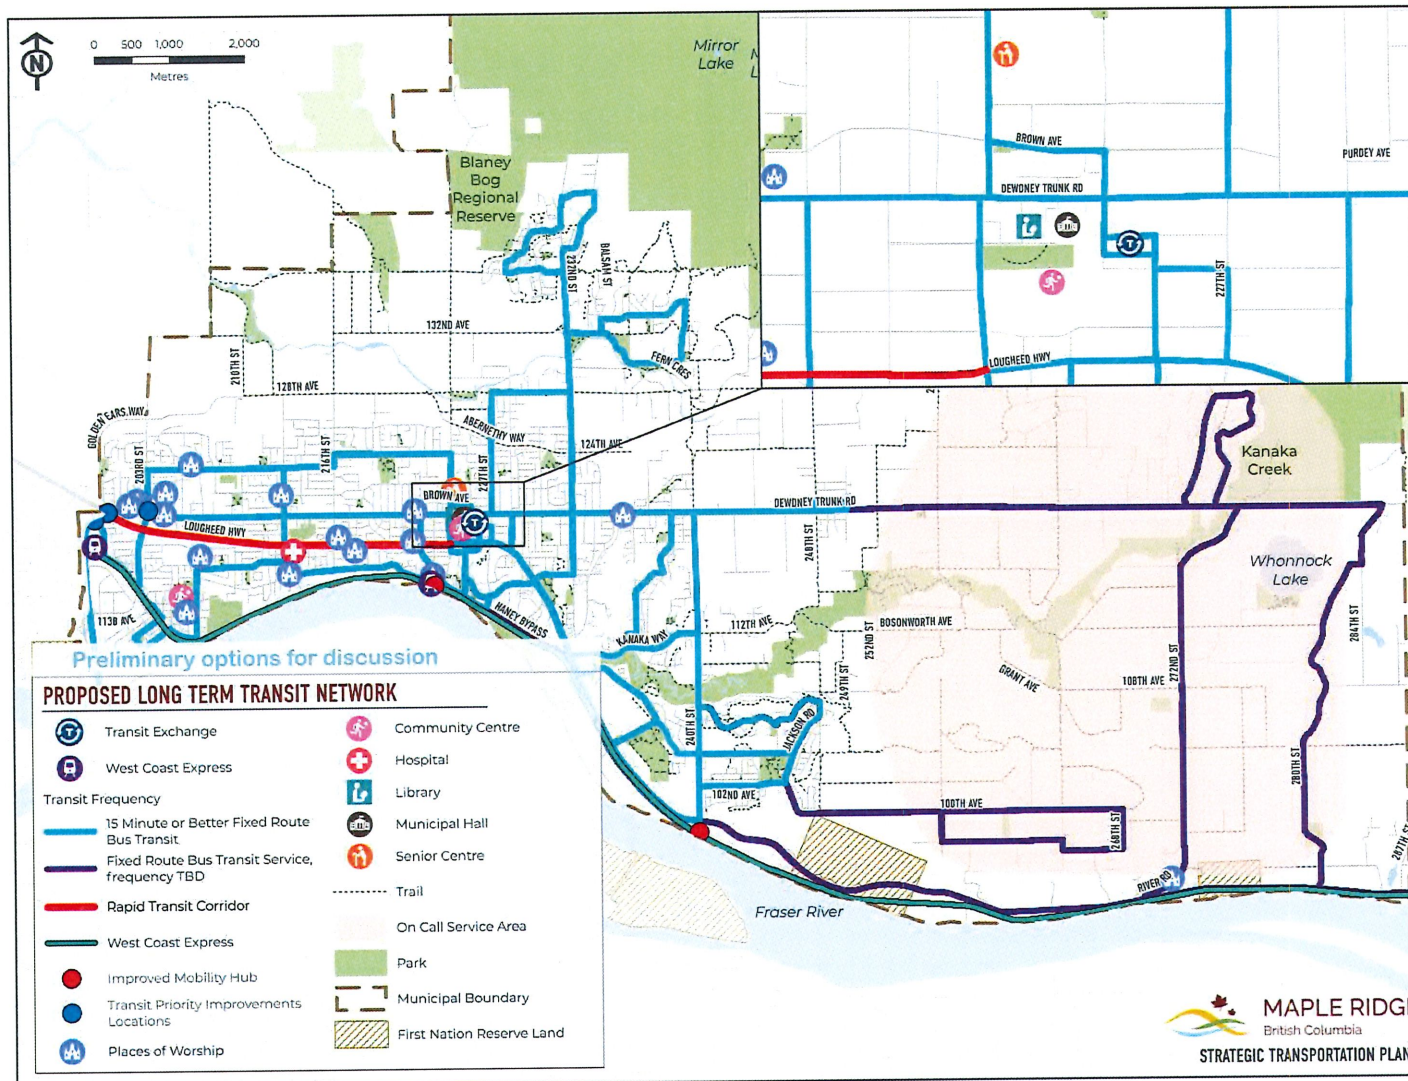 N
0 500 1,000 2,000
Metres
Mirror
Lake
Blaney
Bog
Regional
Reserve
232ND ST
BALSAM ST
132ND AVE
FERN CRES
210TH ST
128TH AVE
GOLDEN EARS WAY
203RD ST
216TH ST
ABERNETHY WAY
227TH ST
124TH AVE
BROWN AVE
LOUGHEED HWY
DEWDNEY TRUNK RD
113B AVE
HANEY BYPASS
KANAKA WAY
BROWN AVE
PURDEY AVE
DEWDNEY TRUNK RD
T
227TH ST
LOUGHEED HWY
Kanaka
Creek
T
240TH ST
248TH ST
Whonnock
Lake
112TH AVE
252ND ST
BOSONWORTH AVE
284TH ST
249TH ST
GRANT AVE
108TH AVE
272ND ST
JACKSON RD
280TH ST
102ND AVE
100TH AVE
268TH ST
287TH ST
RIVER RD
Fraser River
Preliminary options for discussion
PROPOSED LONG TERM TRANSIT NETWORK
T
Transit Exchange
West Coast Express
Transit Frequency
15 Minute or Better Fixed Route
Bus Transit
Fixed Route Bus Transit Service,
frequency TBD
Rapid Transit Corridor
West Coast Express
Improved Mobility Hub
Transit Priority Improvements
Locations
Places of Worship
Community Centre
Hospital
Library
Municipal Hall
Senior Centre
Trail
On Call Service Area
Park
Municipal Boundary
First Nation Reserve Land
MAPLE RIDG
British Columbia
STRATEGIC TRANSPORTATION PLAN